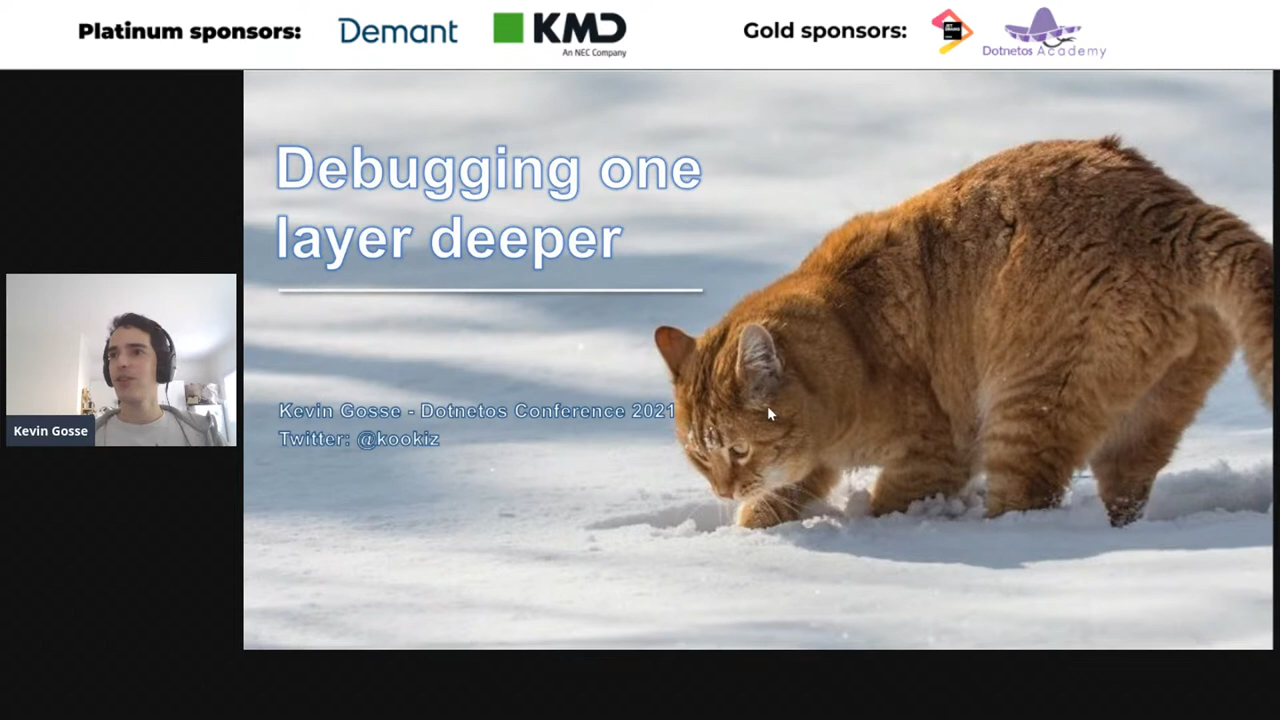 Platinum sponsors:
Demant
KMD
An NEC Company
Gold sponsors:
Dotnetos Academy
Debugging one
layer deeper
Kevin Gosse - Dotnetos Conference 2021
Twitter: @kookiz
Kevin Gosse